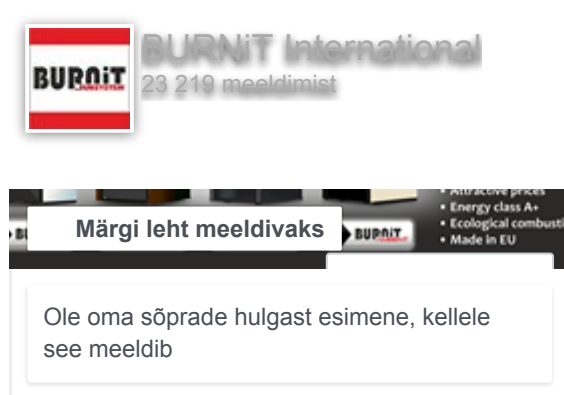 BURNiT International
BURNiT
23 219 meeldimist
• Attractive prices
• Energy class A+
• Ecological combusti
• Made in EU
Märgi leht meeldivaks
BURNiT
Ole oma sõprade hulgast esimene, kellele
see meeldib